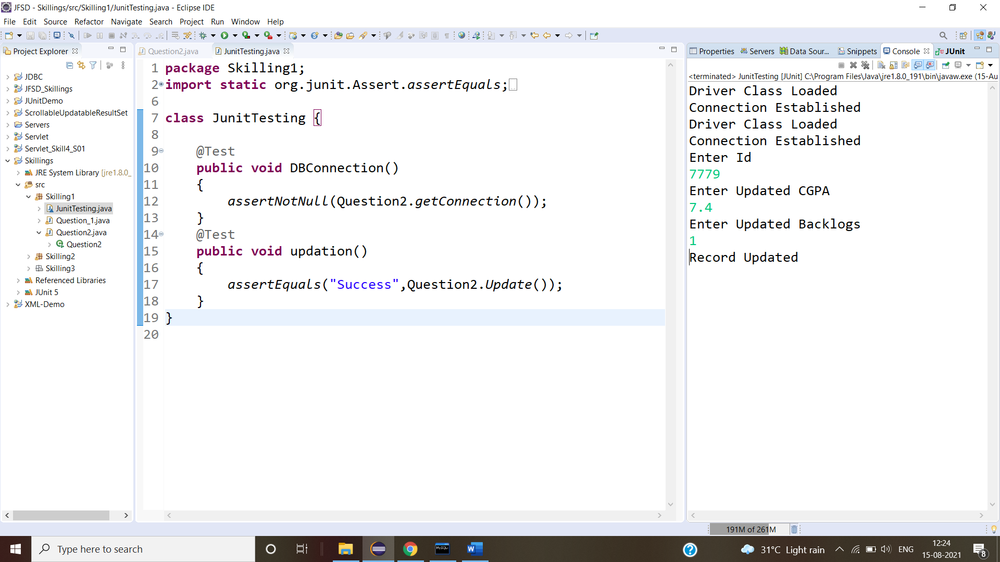 JFSD - Skillings/src/Skilling1/JunitTesting.java - Eclipse IDE
File Edit Source Refactor Navigate Search Project Run Window Help
Project Explorer
JDBC
JFSD_Skillings
JUnitDemo
ScrollableUpdatableResultSet
Servers
Servlet
Servlet_Skill4_S01
Skillings
JRE System Library [jre1.8.0_
src
Skilling1
JunitTesting.java
Question_1.java
Question2.java
Question2
Skilling2
Skilling3
Referenced Libraries
JUnit 5
XML-Demo
Question2.java JunitTesting.java
1 package Skilling1;
2 import static org.junit.Assert.assertEquals;
6
7 class JunitTesting {
8
9 @Test
10 public void DBConnection()
11 {
12 assertNotNull(Question2.getConnection());
13 }
14 @Test
15 public void updation()
16 {
17 assertEquals("Success",Question2.Update());
18 }
19 }
20
Properties Servers Data Sour... Snippets Console JUnit
<terminated> JunitTesting [JUnit] C:\Program Files\Java\jre1.8.0_191\bin\javaw.exe (15-Au
Driver Class Loaded
Connection Established
Driver Class Loaded
Connection Established
Enter Id
7779
Enter Updated CGPA
7.4
Enter Updated Backlogs
1
Record Updated
191M of 261M
Type here to search
31°C Light rain
ENG
12:24
15-08-2021
8